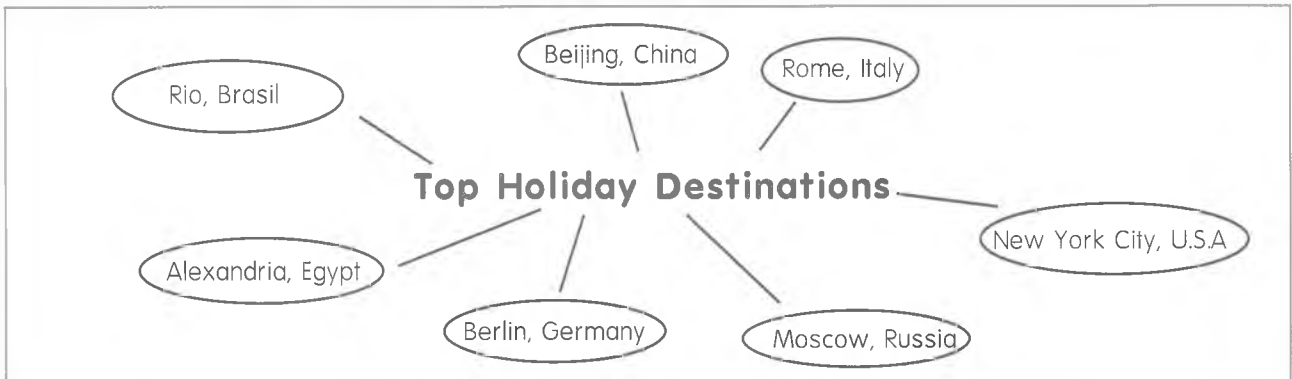 Beijing, China
Rome, Italy
Rio, Brasil
Top Holiday Destinations
New York City, U.S.A
Alexandria, Egypt
Berlin, Germany
Moscow, Russia